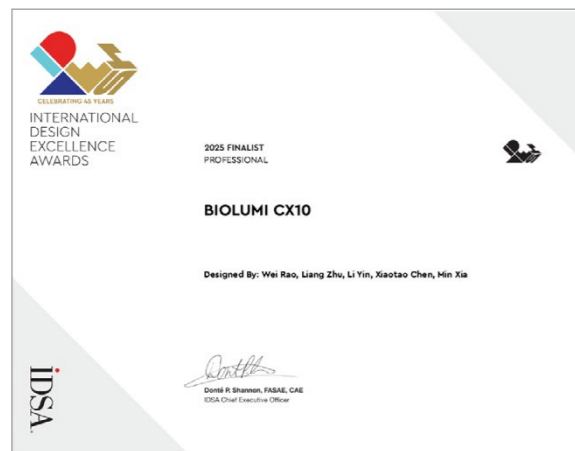 CELEBRATING 45 YEARS
INTERNATIONAL
DESIGN
EXCELLENCE
AWARDS
2025 FINALIST
PROFESSIONAL
BIOLUMI CX10
Designed By: Wei Rao, Liang Zhu, Li Yin, Xiaotao Chen, Min Xia
Donté P. Shannon, FASAE, CAE
IDSA Chief Executive Officer
IDSA